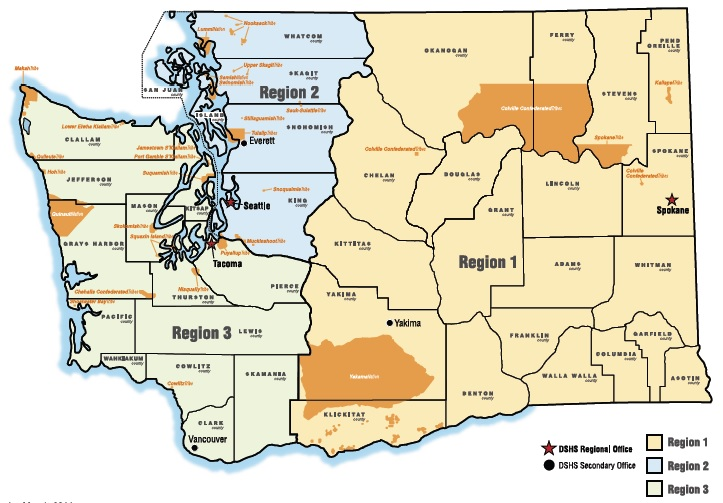 WHATCOM
county
OKANOGAN
county
FERRY
county
PEND
OREILLE
county
STEVENS
county
SAN JUAN
county
SKAGIT
county
Region 2
ISLAND
county
SNOHOMISH
county
Everett
CLALLAM
county
JEFFERSON
county
MASON
county
KITSAP
county
KING
county
Seattle
GRAYS HARBOR
county
Tacoma
PIERCE
county
THURSTON
county
PACIFIC
county
Region 3
LEWIS
county
WAHKIAKUM
county
COWLITZ
county
SKAMANIA
county
CLARK
county
Vancouver
CHELAN
county
DOUGLAS
county
GRANT
county
LINCOLN
county
SPOKANE
county
Spokane
KITTITAS
county
Region 1
ADAMS
county
WHITMAN
county
YAKIMA
county
Yakima
FRANKLIN
county
GARFIELD
county
COLUMBIA
county
WALLA WALLA
county
ASOTIN
county
BENTON
county
KLICKITAT
county
Lower Elwha Klallam
Jamestown S'Klallam
Port Gamble S'Klallam
Suquamish
Upper Skagit
Stillaguamish
Tulalip
Snoqualmie
Muckleshoot
Puyallup
Nisqually
Squaxin Island
Skokomish
Quinault
Quileute
Hoh
Makah
Lummi
Nooksack
Sauk-Suiattle
Colville Confederated
Colville Confederated
Colville
Confederated
Kalispel
Spokane
Yakama
Cowlitz
Chehalis Confederated
Shoalwater Bay
DSHS Regional Office
DSHS Secondary Office
Region 1
Region 2
Region 3